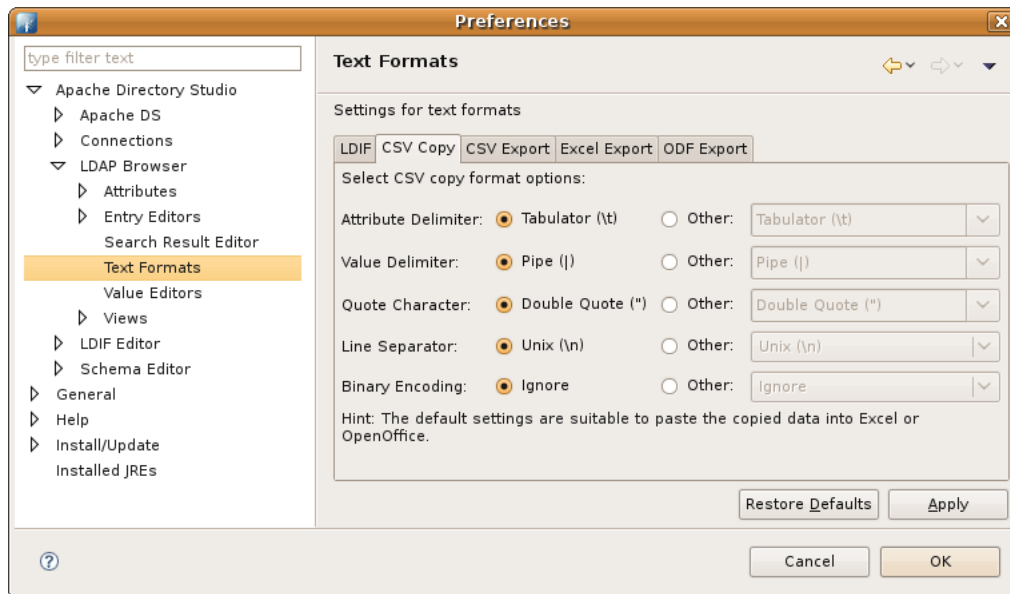 Preferences
type filter text
Apache Directory Studio
Apache DS
Connections
LDAP Browser
Attributes
Entry Editors
Search Result Editor
Text Formats
Value Editors
Views
LDIF Editor
Schema Editor
General
Help
Install/Update
Installed JREs
Text Formats
Settings for text formats
LDIF CSV Copy CSV Export Excel Export ODF Export
Select CSV copy format options:
Attribute Delimiter: Tabulator (\t) Other: Tabulator (\t)
Value Delimiter: Pipe (|) Other: Pipe (|)
Quote Character: Double Quote (") Other: Double Quote (")
Line Separator: Unix (\n) Other: Unix (\n)
Binary Encoding: Ignore Other: Ignore
Hint: The default settings are suitable to paste the copied data into Excel or
OpenOffice.
Restore Defaults Apply
Cancel OK